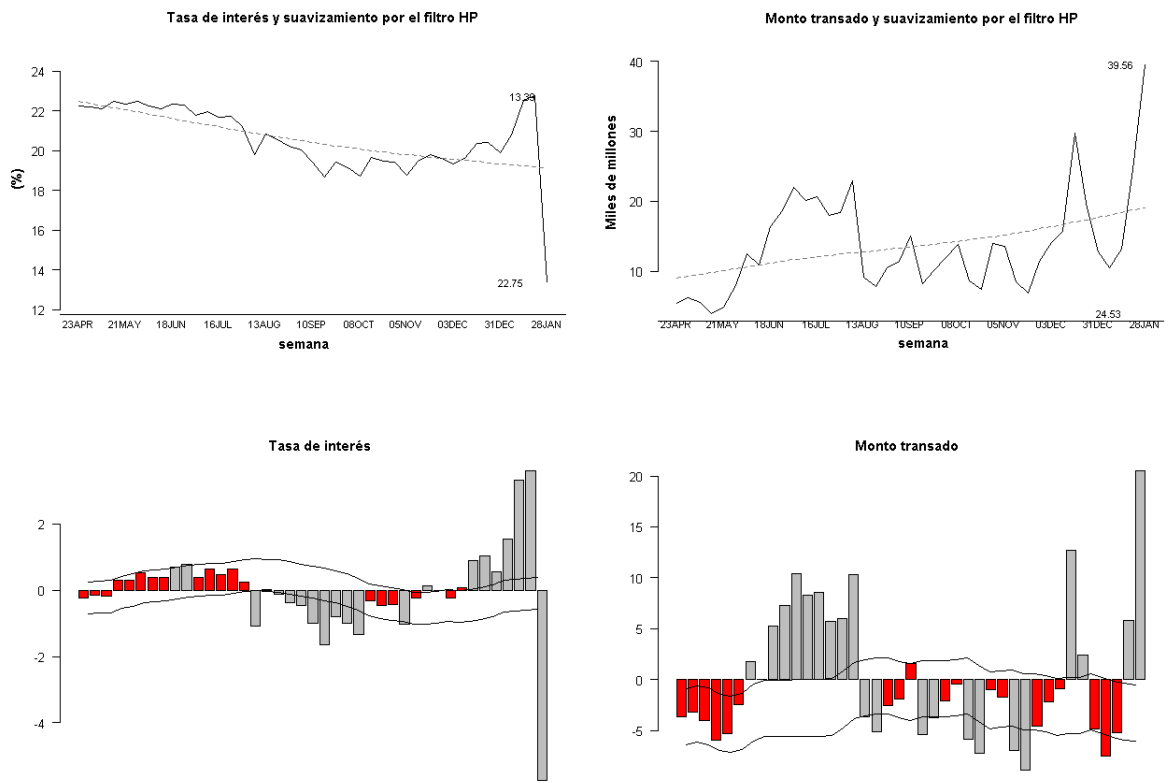 Tasa de interés y suavizamiento por el filtro HP
24
22
20
18
16
14
12
(%)
13.39
22.75
23APR 21MAY 18JUN 16JUL 13AUG 10SEP 08OCT 05NOV 03DEC 31DEC 28JAN
semana
Monto transado y suavizamiento por el filtro HP
40
30
20
10
Miles de millones
39.56
24.53
23APR 21MAY 18JUN 16JUL 13AUG 10SEP 08OCT 05NOV 03DEC 31DEC 28JAN
semana
Tasa de interés
2
0
-2
-4
Monto transado
20
15
10
5
0
-5